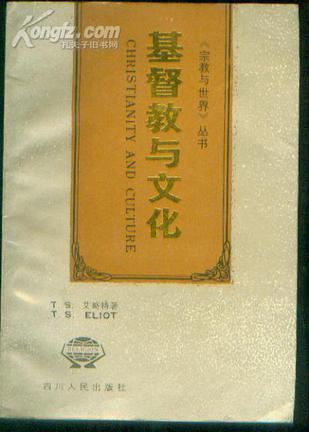 Kongfz.com
孔夫子旧书网
《宗教与世界》丛书
基督教与文化
CHRISTIANITY AND CULTURE
T. S. 艾略特著
T. S. ELIOT
RELIGION
四川人民出版社